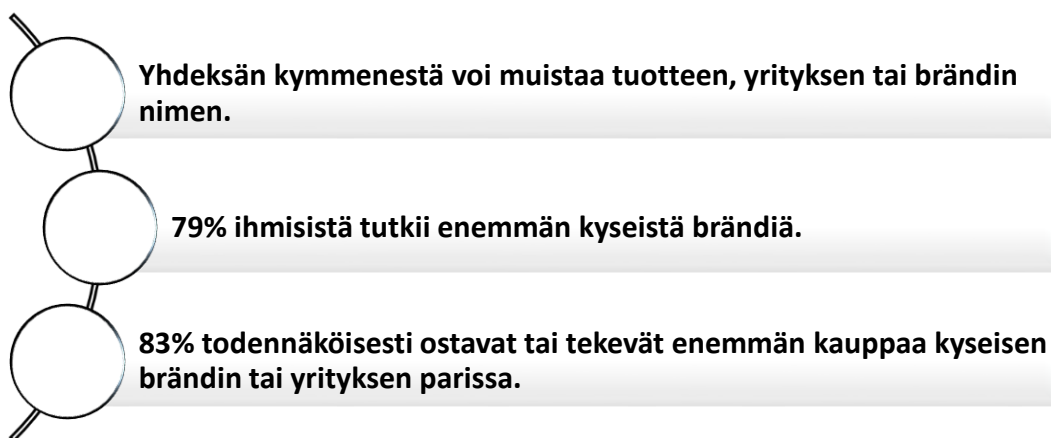 Yhdeksän kymmenestä voi muistaa tuotteen, yrityksen tai brändin
nimen.
79% ihmisistä tutkii enemmän kyseistä brändiä.
83% todennäköisesti ostavat tai tekevät enemmän kauppaa kyseisen
brändin tai yrityksen parissa.